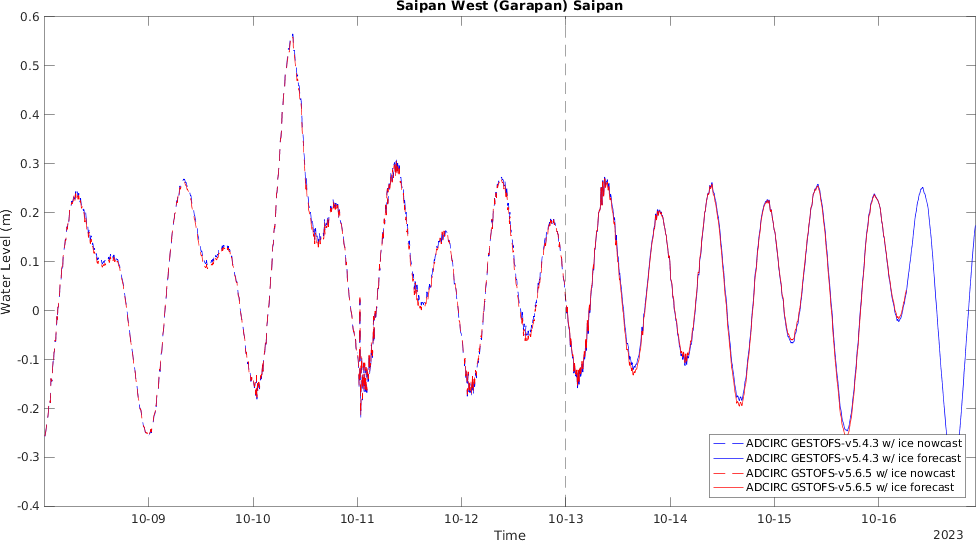 Saipan West (Garapan) Saipan
0.6
0.5
0.4
0.3
0.2
0.1
0
-0.1
-0.2
-0.3
-0.4
Water Level (m)
10-09
10-10
10-11
10-12
10-13
10-14
10-15
10-16
Time
2023
ADCIRC GESTOFS-v5.4.3 w/ ice nowcast
ADCIRC GESTOFS-v5.4.3 w/ ice forecast
ADCIRC GSTOFS-v5.6.5 w/ ice nowcast
ADCIRC GSTOFS-v5.6.5 w/ ice forecast